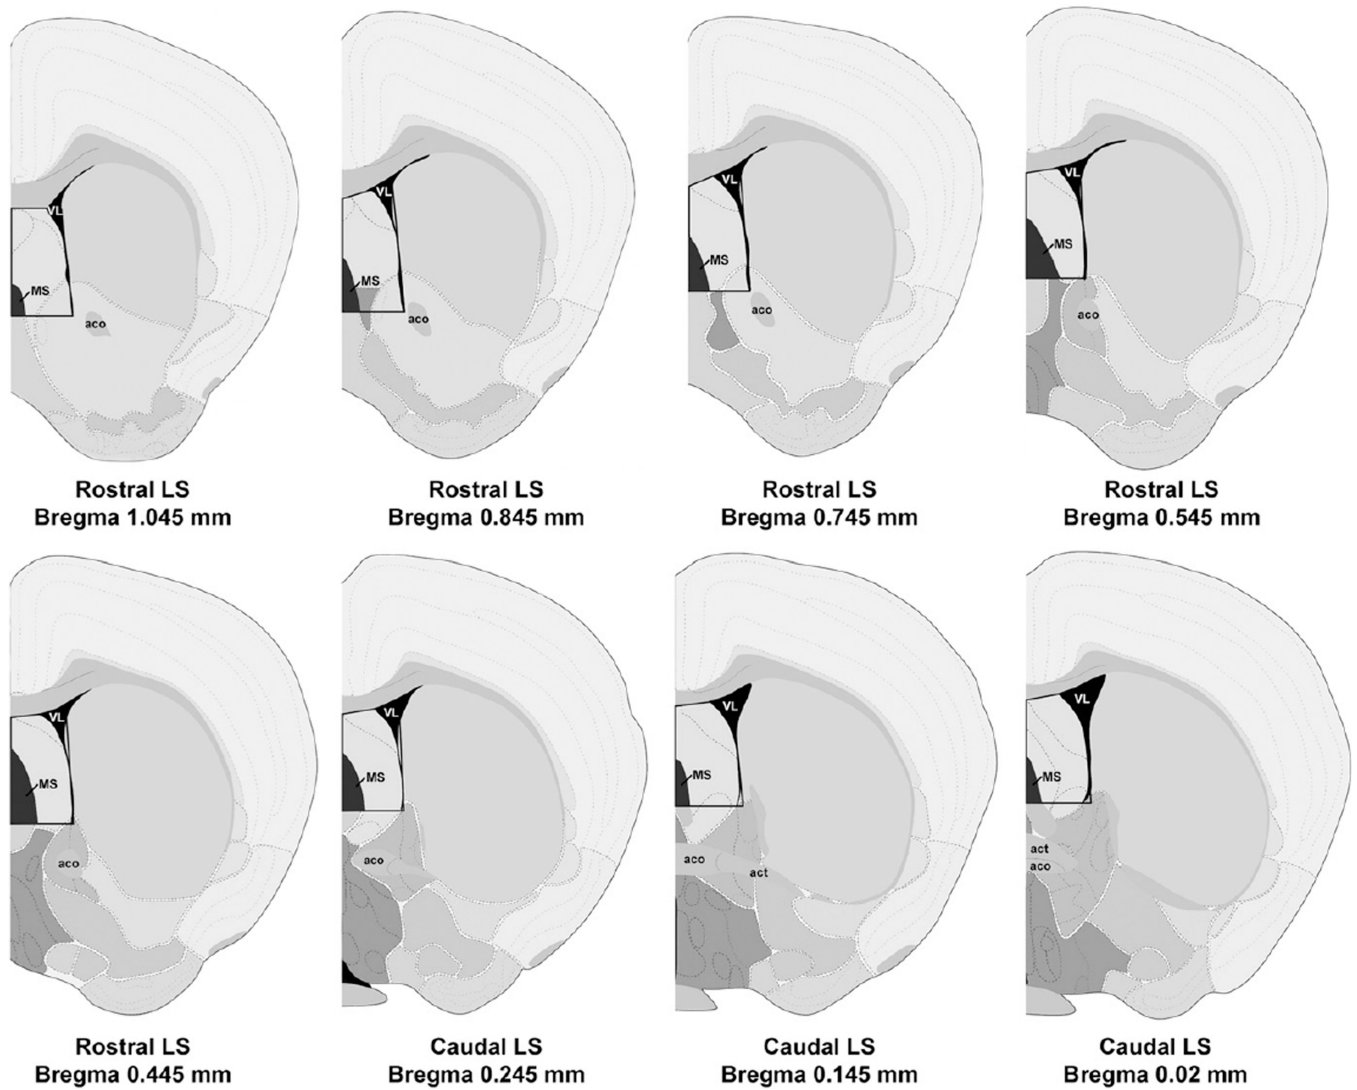 VL
MS
aco
Rostral LS
Bregma 1.045 mm
VL
MS
aco
Rostral LS
Bregma 0.845 mm
VL
MS
aco
Rostral LS
Bregma 0.745 mm
VL
MS
aco
Rostral LS
Bregma 0.545 mm
VL
MS
aco
Rostral LS
Bregma 0.445 mm
VL
MS
aco
Caudal LS
Bregma 0.245 mm
VL
MS
aco
act
Caudal LS
Bregma 0.145 mm
VL
MS
act
aco
Caudal LS
Bregma 0.02 mm